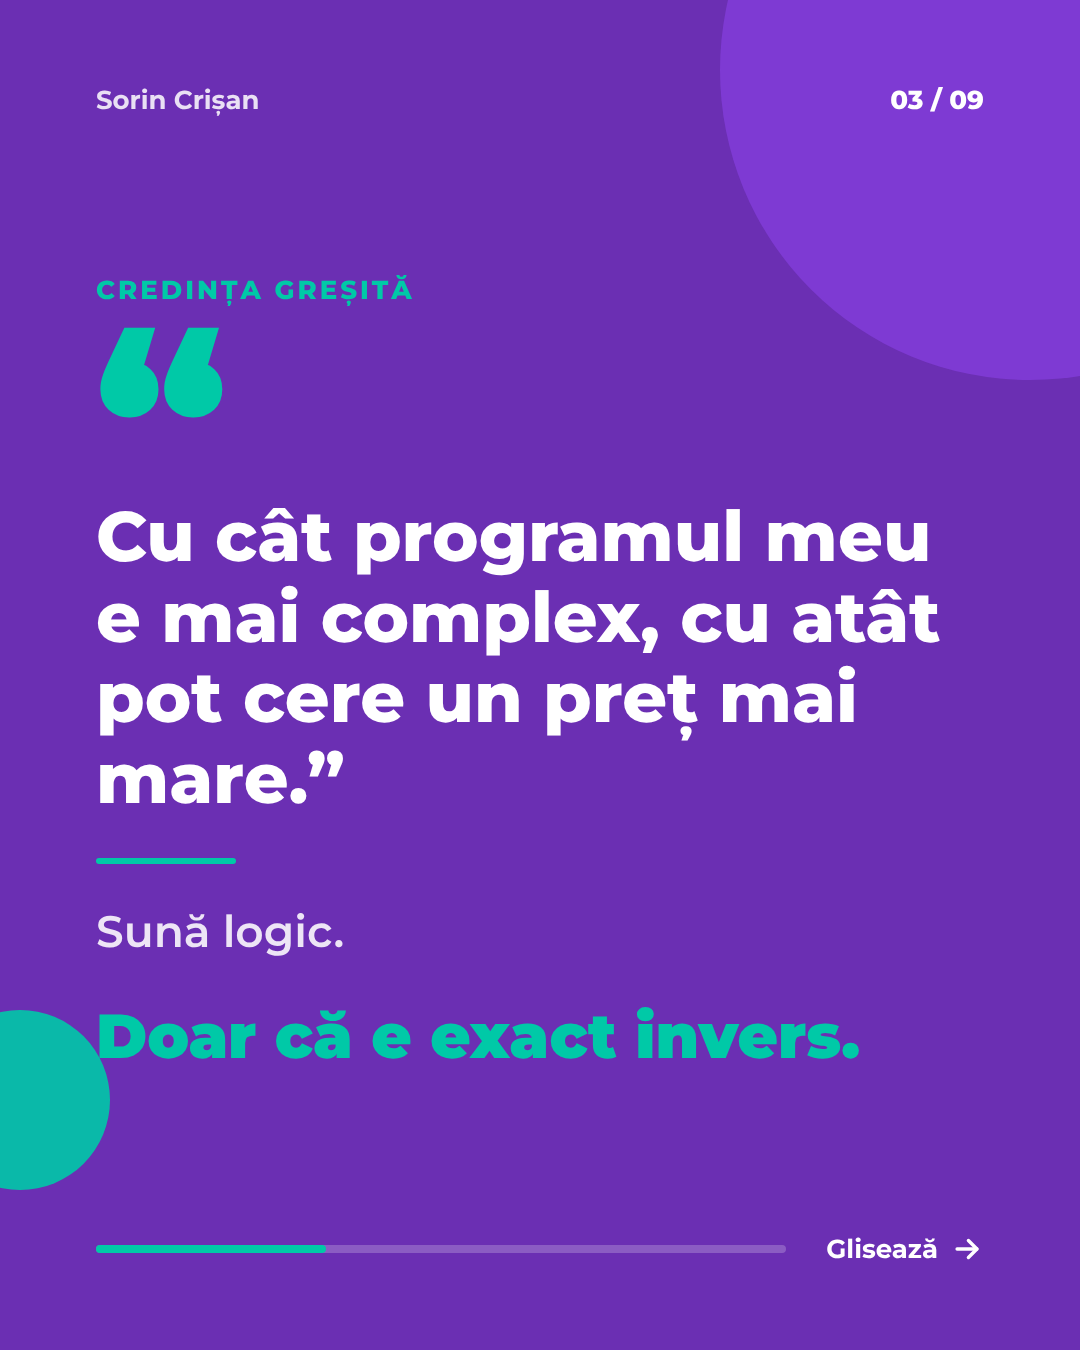 Sorin Crișan
03 / 09
CREDINȚA GREȘITĂ
“
Cu cât programul meu
e mai complex, cu atât
pot cere un preț mai
mare.”
Sună logic.
Doar că e exact invers.
Glisează →